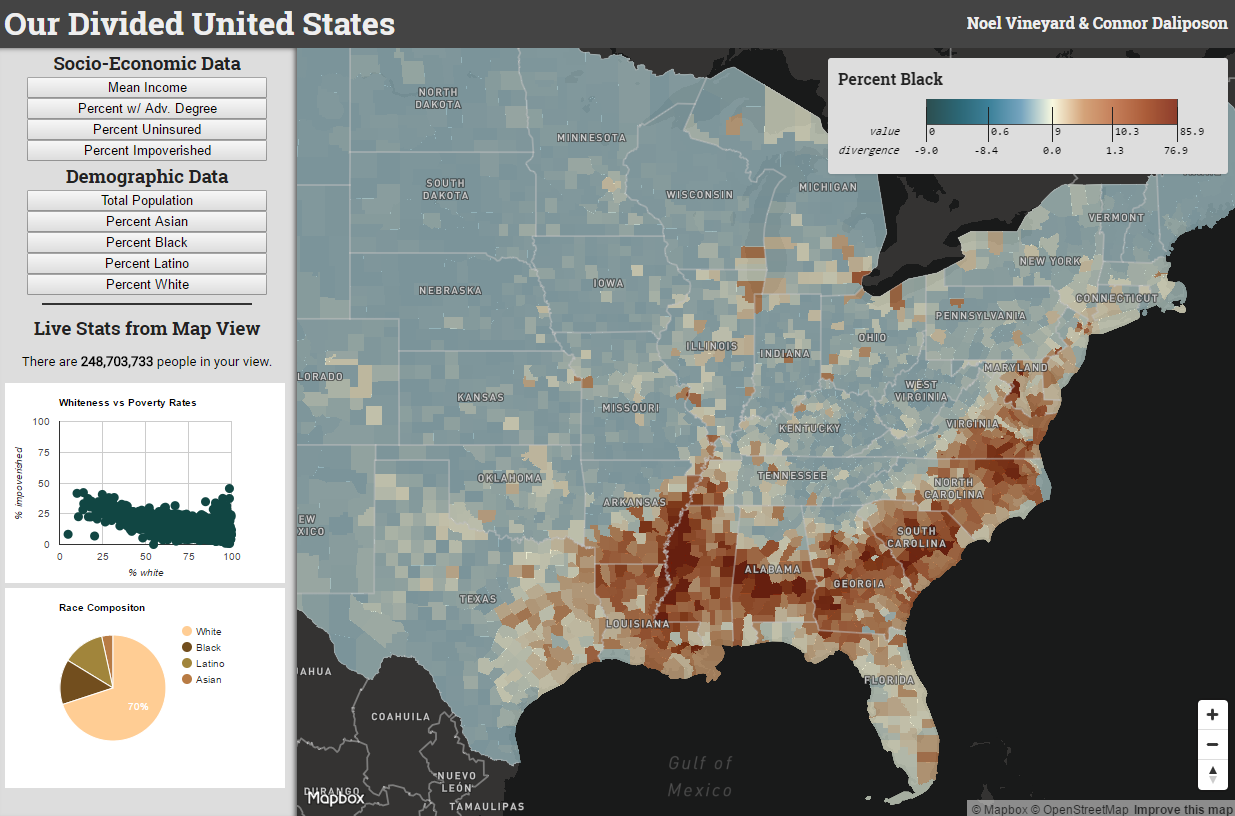 Our Divided United States
Noel Vineyard & Connor Daliposon
Socio-Economic Data
Mean Income
Percent w/ Adv. Degree
Percent Uninsured
Percent Impoverished
Demographic Data
Total Population
Percent Asian
Percent Black
Percent Latino
Percent White
Live Stats from Map View
There are 248,703,733 people in your view.
Whiteness vs Poverty Rates
% impoverished
100
75
50
25
0
0 25 50 75 100
% white
Race Compositon
White
Black
Latino
Asian
70%
Percent Black
value 0 0.6 9 10.3 85.9
divergence -9.0 -8.4 0.0 1.3 76.9
NORTH
DAKOTA
MINNESOTA
SOUTH
DAKOTA
WISCONSIN
MICHIGAN
VERMONT
NEW YORK
NEBRASKA
IOWA
CONNECTICUT
PENNSYLVANIA
ILLINOIS
INDIANA
OHIO
LORADO
MARYLAND
KANSAS
MISSOURI
WEST
VIRGINIA
KENTUCKY
VIRGINIA
OKLAHOMA
TENNESSEE
NORTH
CAROLINA
ARKANSAS
EW
XICO
SOUTH
CAROLINA
ALABAMA
GEORGIA
TEXAS
LOUISIANA
AHUA
FLORIDA
COAHUILA
Gulf of
Mexico
NUEVO
LEÓN
DURANGO
Mapbox
TAMAULIPAS
© Mapbox © OpenStreetMap Improve this map